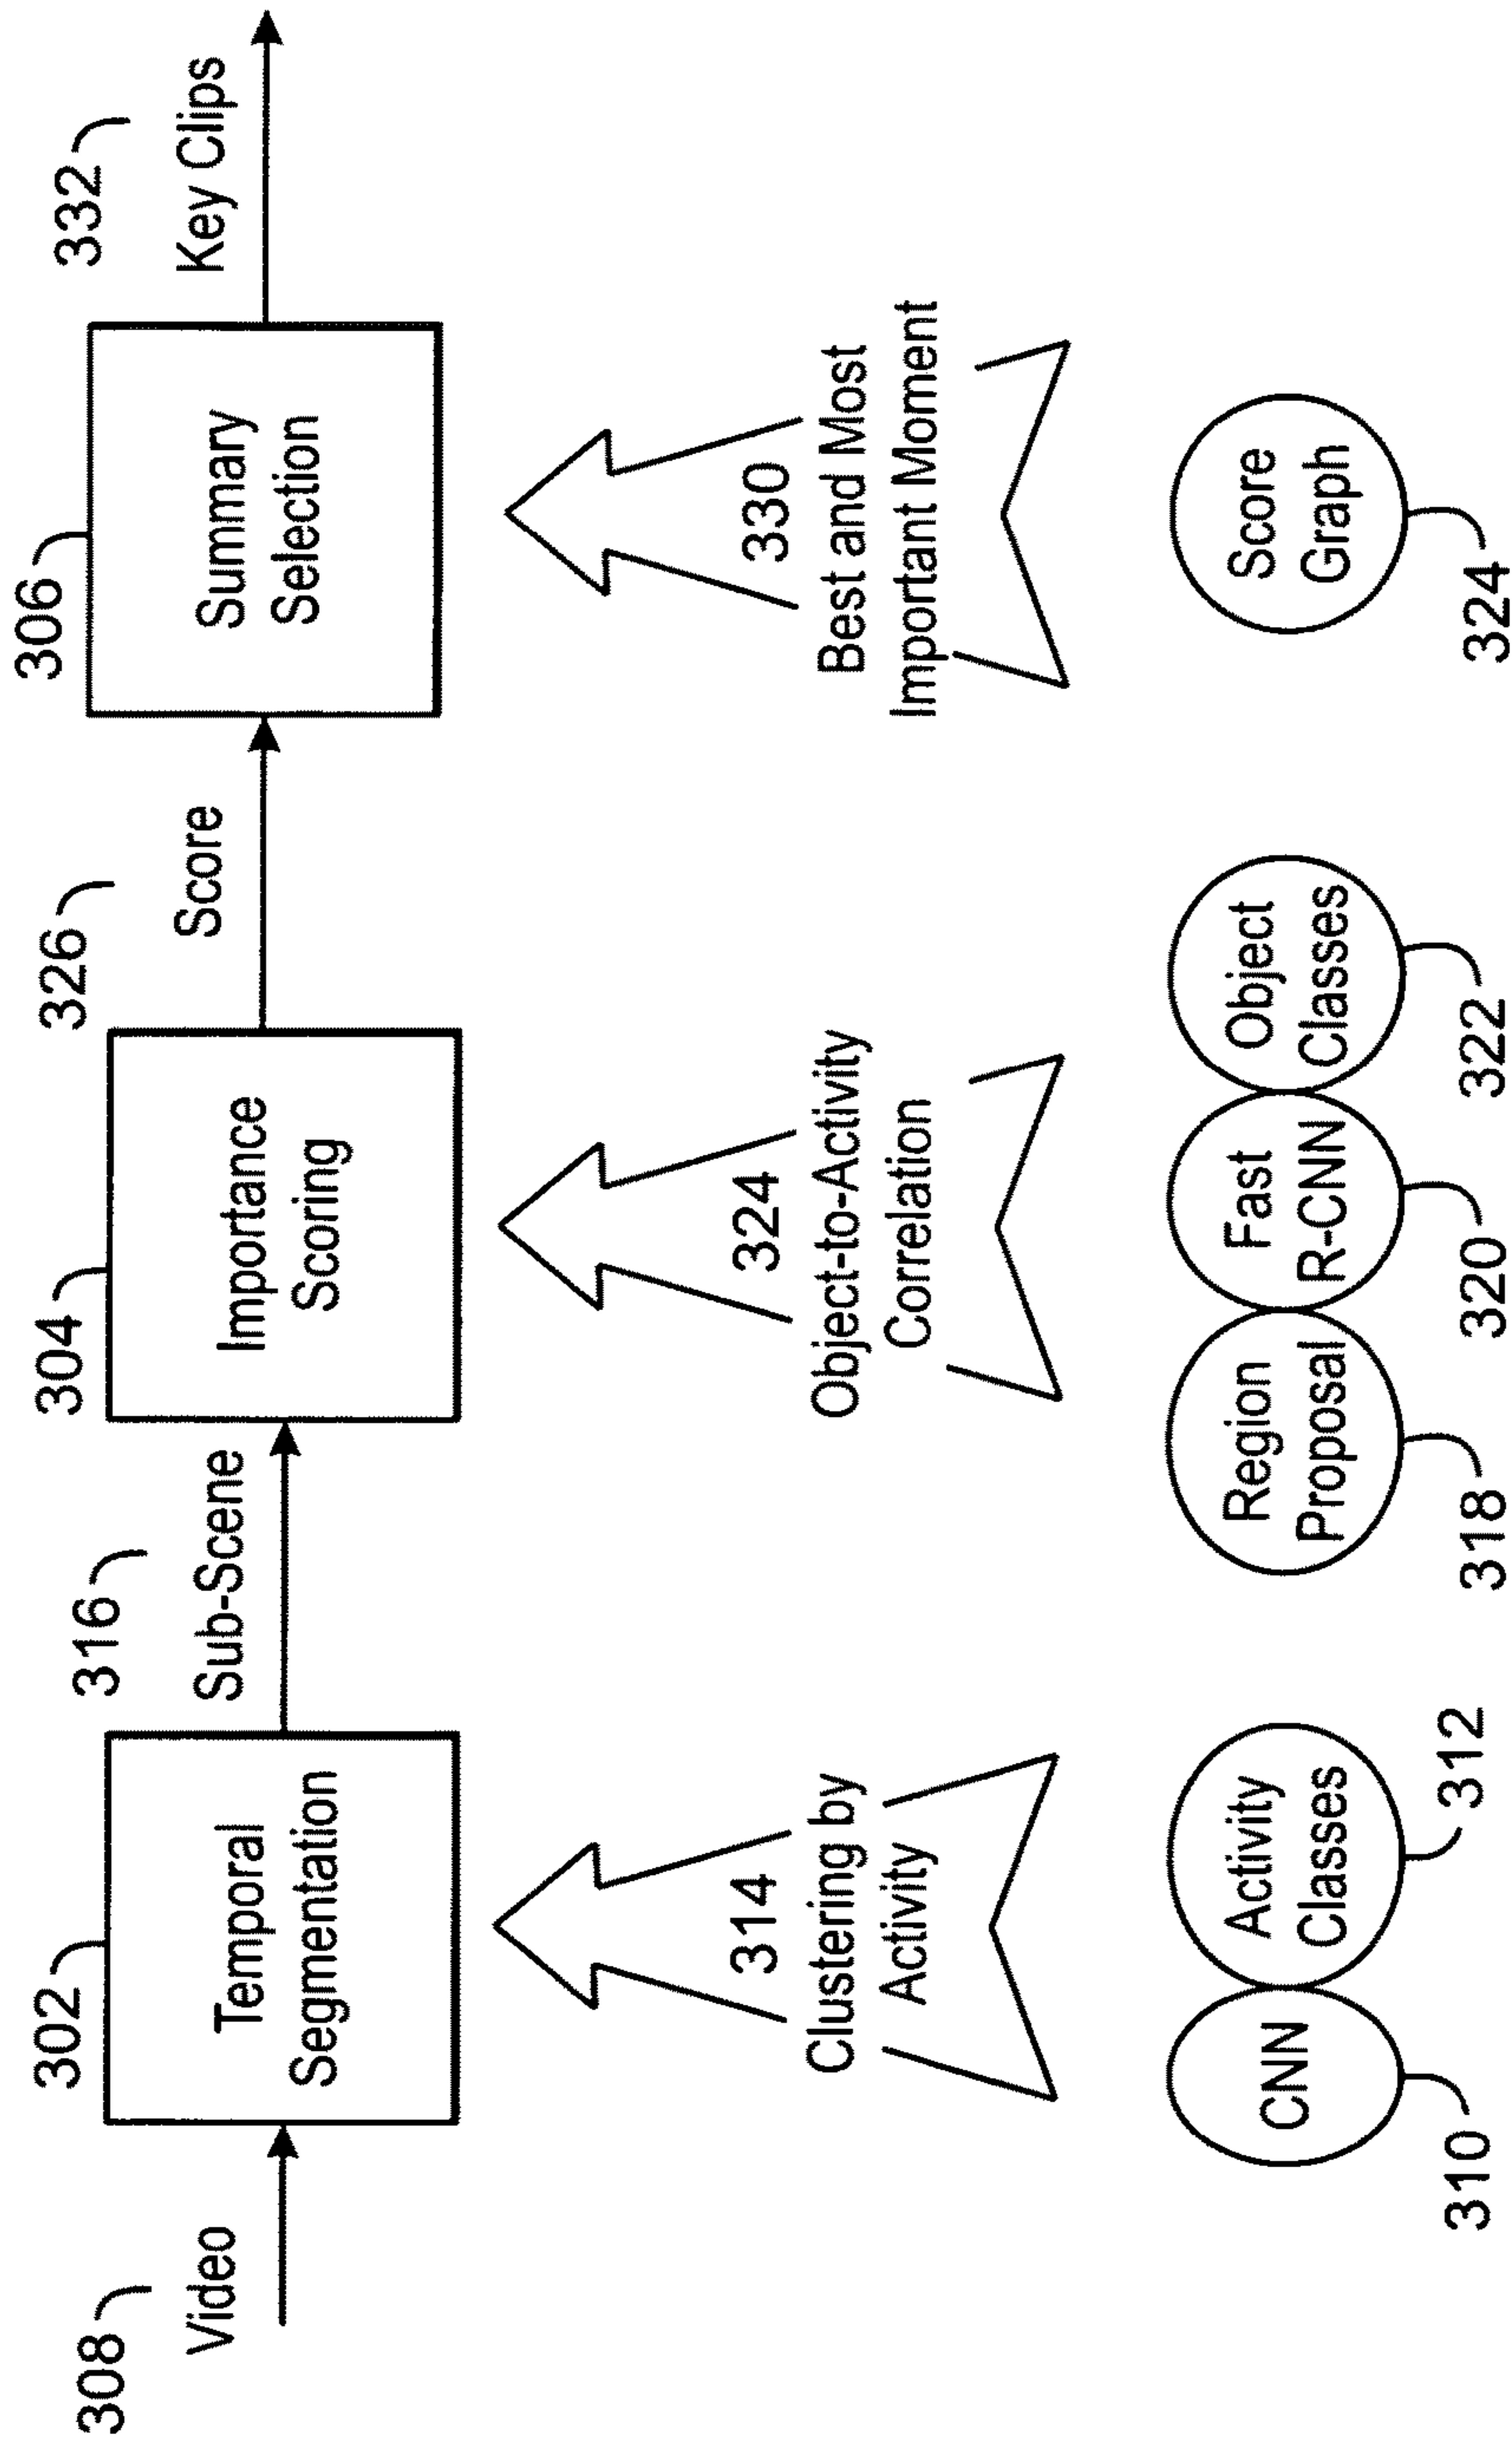 308
Video
302
Temporal
Segmentation
316
Sub-Scene
304
Importance
Scoring
326
Score
306
Summary
Selection
332
Key Clips
314
Clustering by
Activity
324
Object-to-Activity
Correlation
330
Best and Most
Important Moment
CNN
310
Activity
Classes
312
Region
Proposal
318
Fast
R-CNN
320
Object
Classes
322
Score
Graph
324